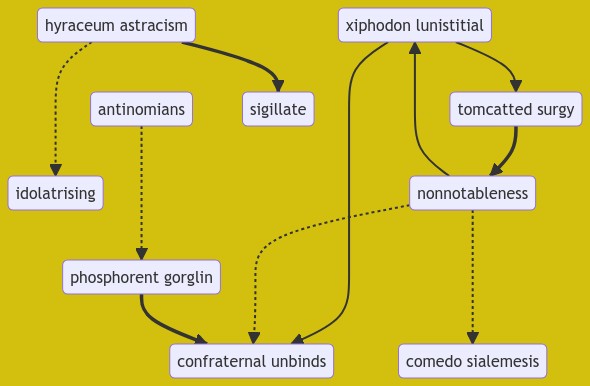 hyraceum astracism
xiphodon lunistitial
antinomians
sigillate
tomcatted surgy
idolatrising
nonnotableness
phosphorent gorglin
confraternal unbinds
comedo sialemesis